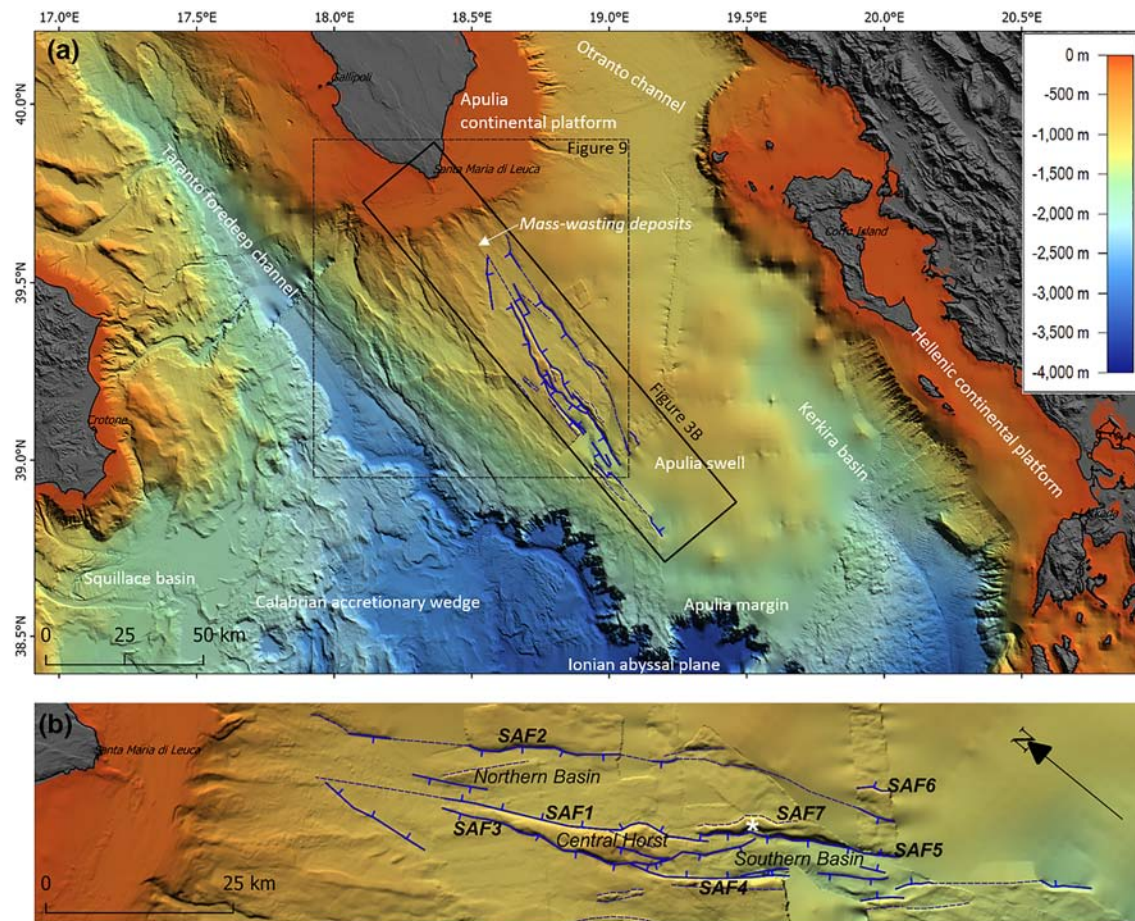 17.0°E 17.5°E 18.0°E 18.5°E 19.0°E 19.5°E 20.0°E 20.5°E
(a)
40.0°N
39.5°N
39.0°N
38.5°N
Gallipoli
Apulia
continental platform
Otranto channel
Figure 9
Santa Maria di Leuca
Taranto foredeep channel
Mass-wasting deposits
Corfu Island
Hellenic continental platform
Figure 3B
Kerkira basin
Crotone
Apulia swell
Squillace basin
Calabrian accretionary wedge
Apulia margin
Ionian abyssal plane
0 25 50 km
0 m
-500 m
-1,000 m
-1,500 m
-2,000 m
-2,500 m
-3,000 m
-3,500 m
-4,000 m
(b)
Santa Maria di Leuca
SAF2
Northern Basin
SAF6
SAF1
SAF7
SAF3
Central Horst
*
SAF5
Southern Basin
SAF4
N
0 25 km